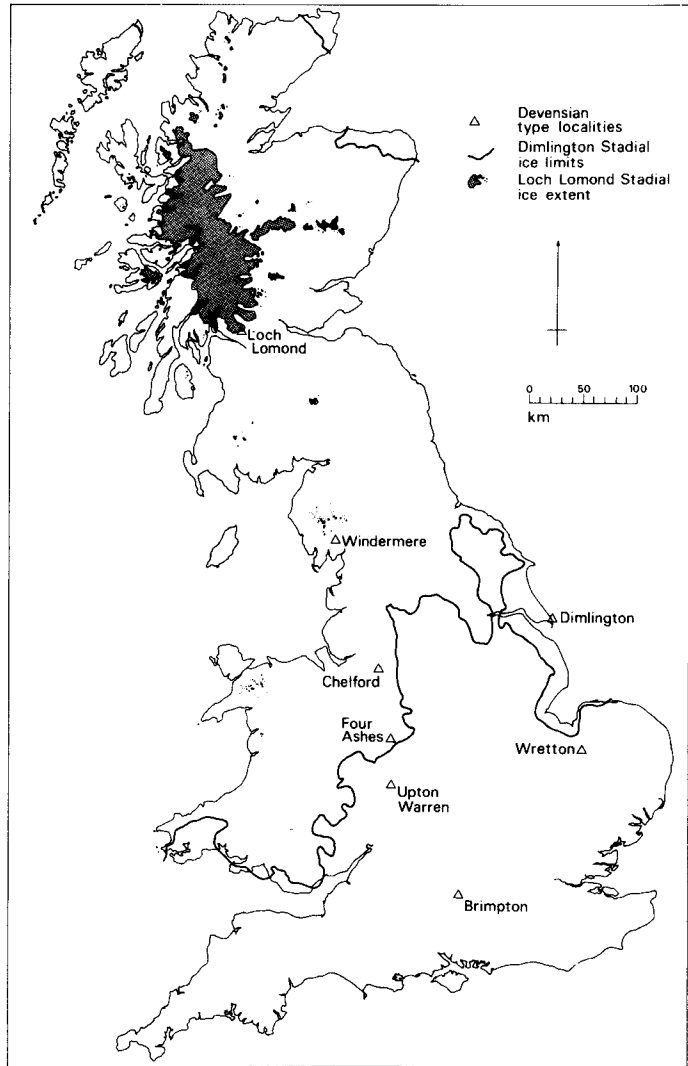 Devensian
type localities
Dimlington Stadial
ice limits
Loch Lomond Stadial
ice extent
0 50 100
km
Loch
Lomond
Windermere
Dimlington
Chelford
Four
Ashes
Wretton
Upton
Warren
Brimpton